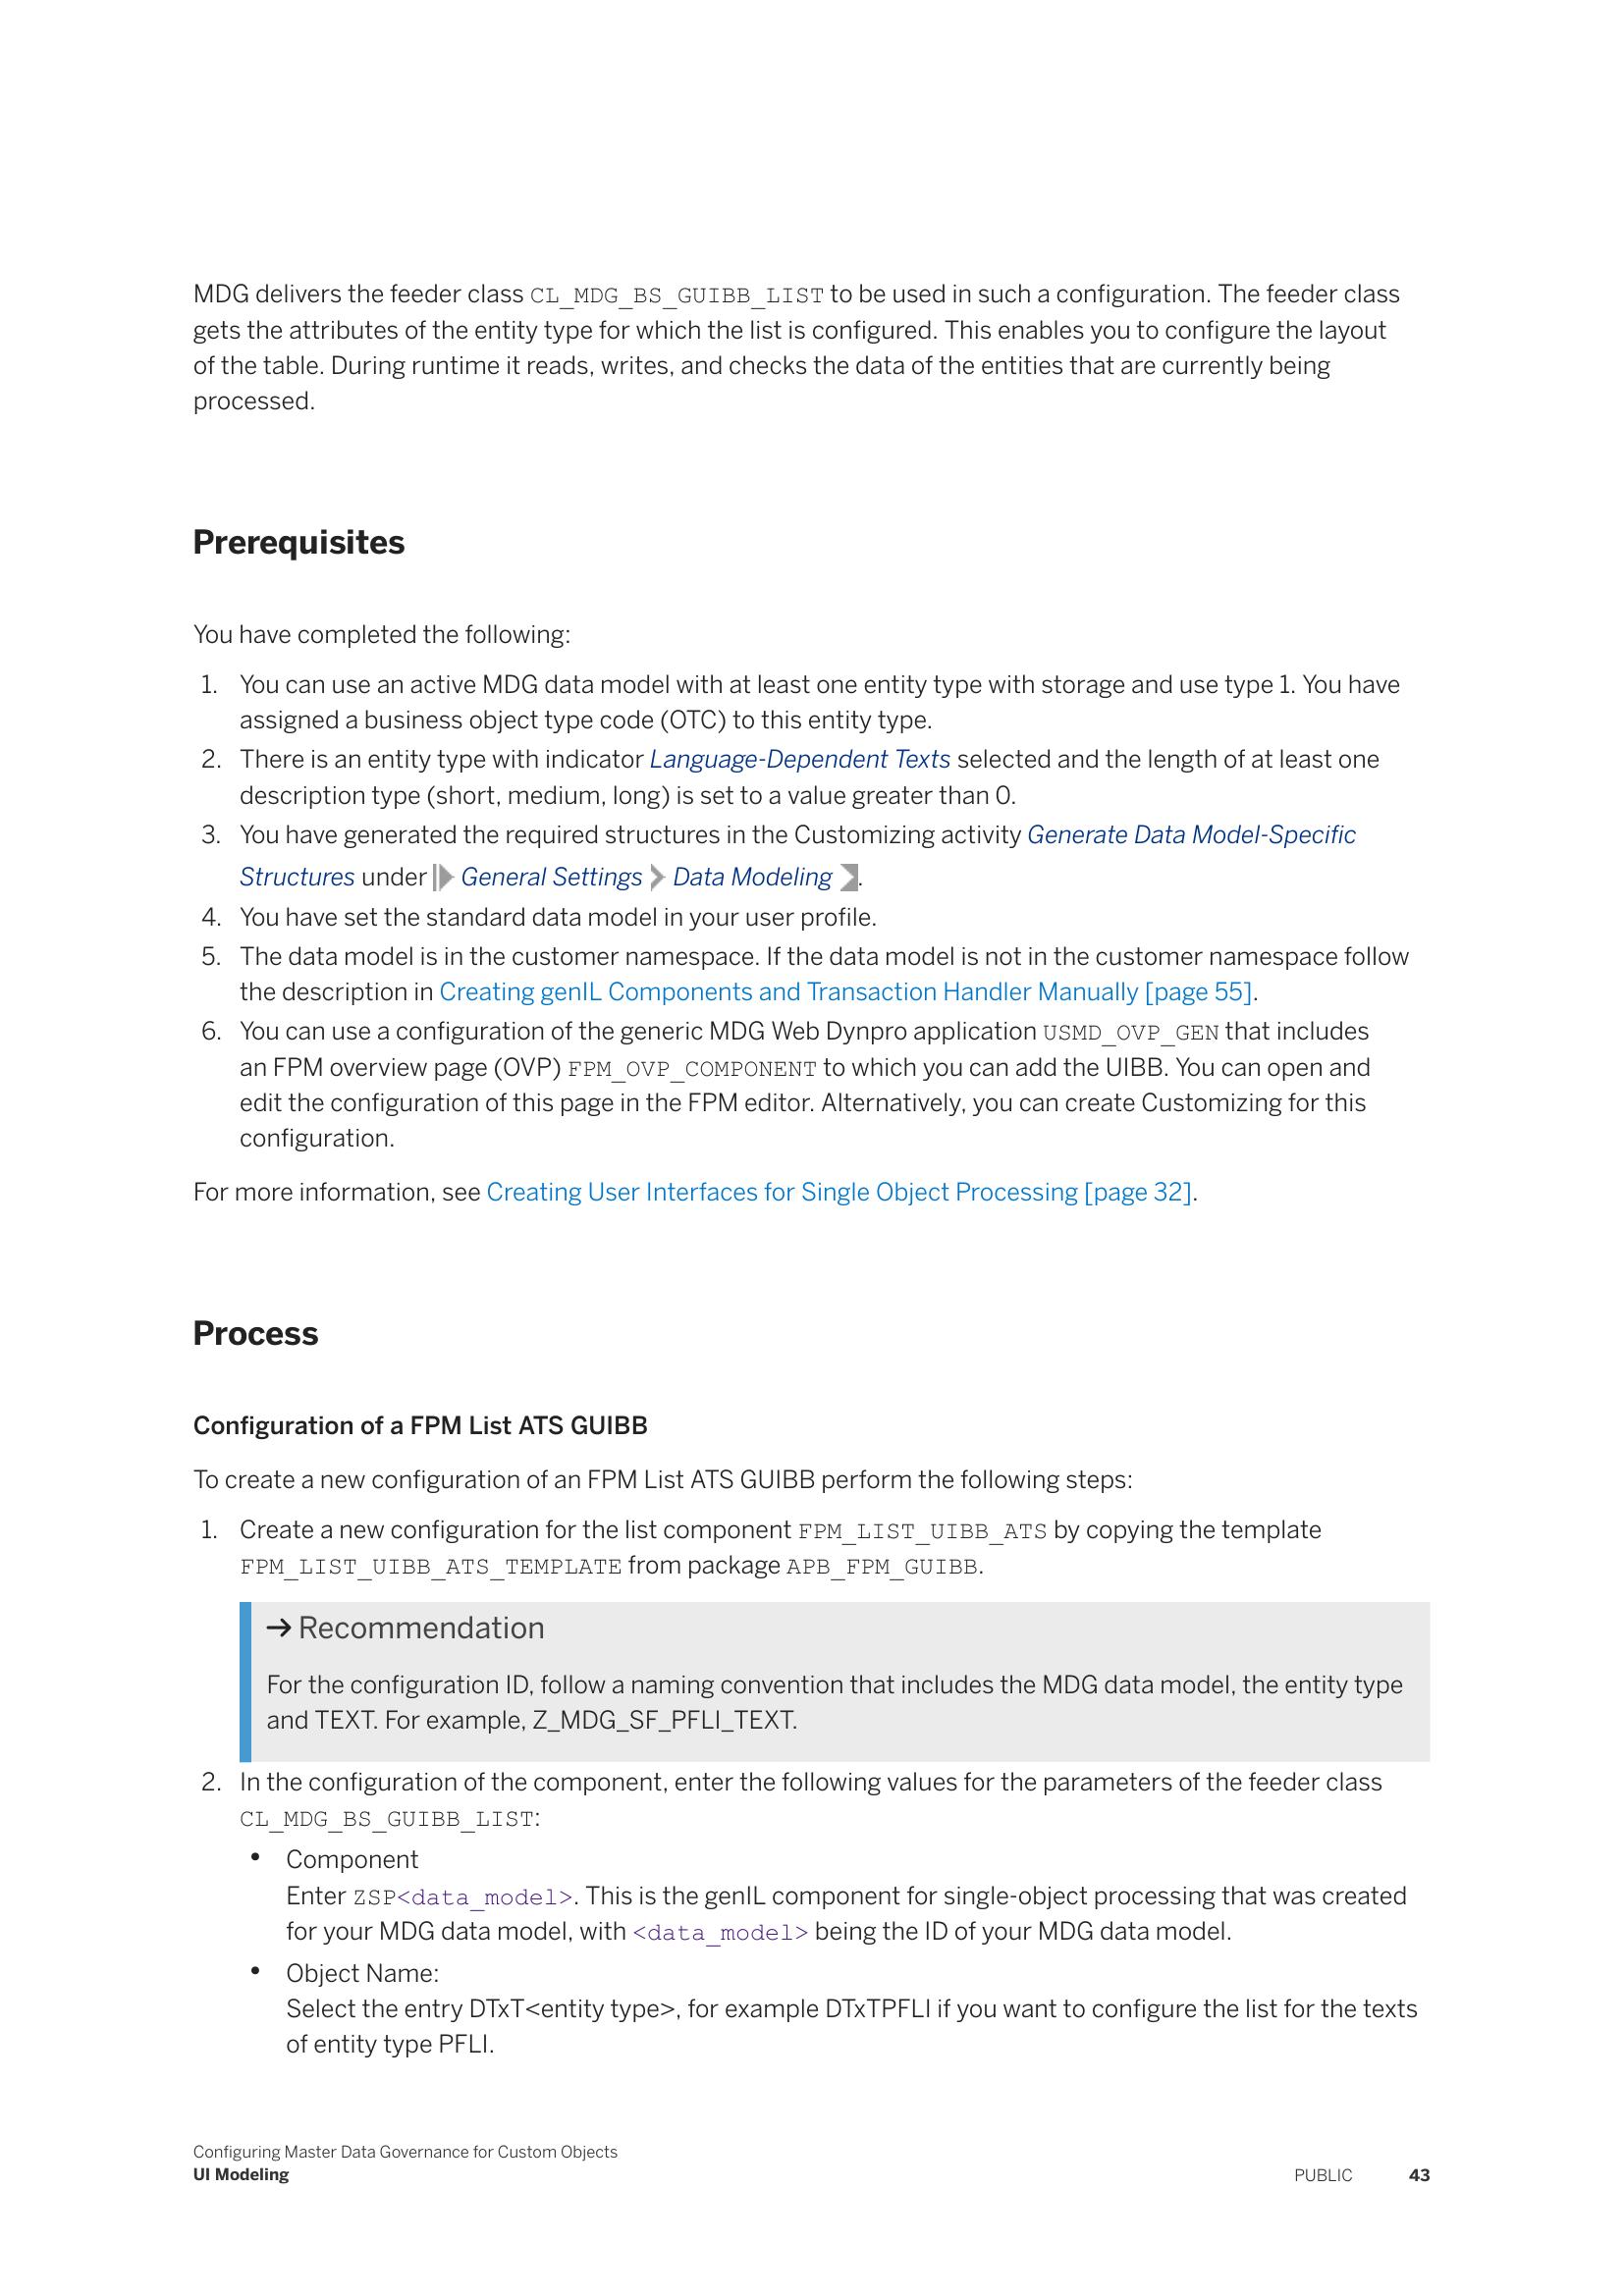 MDG delivers the feeder class CL_MDG_BS_GUIBB_LIST to be used in such a configuration. The feeder class
gets the attributes of the entity type for which the list is configured. This enables you to configure the layout
of the table. During runtime it reads, writes, and checks the data of the entities that are currently being
processed.
Prerequisites
You have completed the following:
1. You can use an active MDG data model with at least one entity type with storage and use type 1. You have
assigned a business object type code (OTC) to this entity type.
2. There is an entity type with indicator Language-Dependent Texts selected and the length of at least one
description type (short, medium, long) is set to a value greater than 0.
3. You have generated the required structures in the Customizing activity Generate Data Model-Specific
Structures under General Settings Data Modeling .
4. You have set the standard data model in your user profile.
5. The data model is in the customer namespace. If the data model is not in the customer namespace follow
the description in Creating genIL Components and Transaction Handler Manually [page 55].
6. You can use a configuration of the generic MDG Web Dynpro application USMD_OVP_GEN that includes
an FPM overview page (OVP) FPM_OVP_COMPONENT to which you can add the UIBB. You can open and
edit the configuration of this page in the FPM editor. Alternatively, you can create Customizing for this
configuration.
For more information, see Creating User Interfaces for Single Object Processing [page 32].
Process
Configuration of a FPM List ATS GUIBB
To create a new configuration of an FPM List ATS GUIBB perform the following steps:
1. Create a new configuration for the list component FPM_LIST_UIBB_ATS by copying the template
FPM_LIST_UIBB_ATS_TEMPLATE from package APB_FPM_GUIBB.
→ Recommendation
For the configuration ID, follow a naming convention that includes the MDG data model, the entity type
and TEXT. For example, Z_MDG_SF_PFLI_TEXT.
2. In the configuration of the component, enter the following values for the parameters of the feeder class
CL_MDG_BS_GUIBB_LIST:
• Component
Enter ZSP<data_model>. This is the genIL component for single-object processing that was created
for your MDG data model, with <data_model> being the ID of your MDG data model.
• Object Name:
Select the entry DTxT<entity type>, for example DTxTPFLI if you want to configure the list for the texts
of entity type PFLI.
Configuring Master Data Governance for Custom Objects
UI Modeling
PUBLIC 43